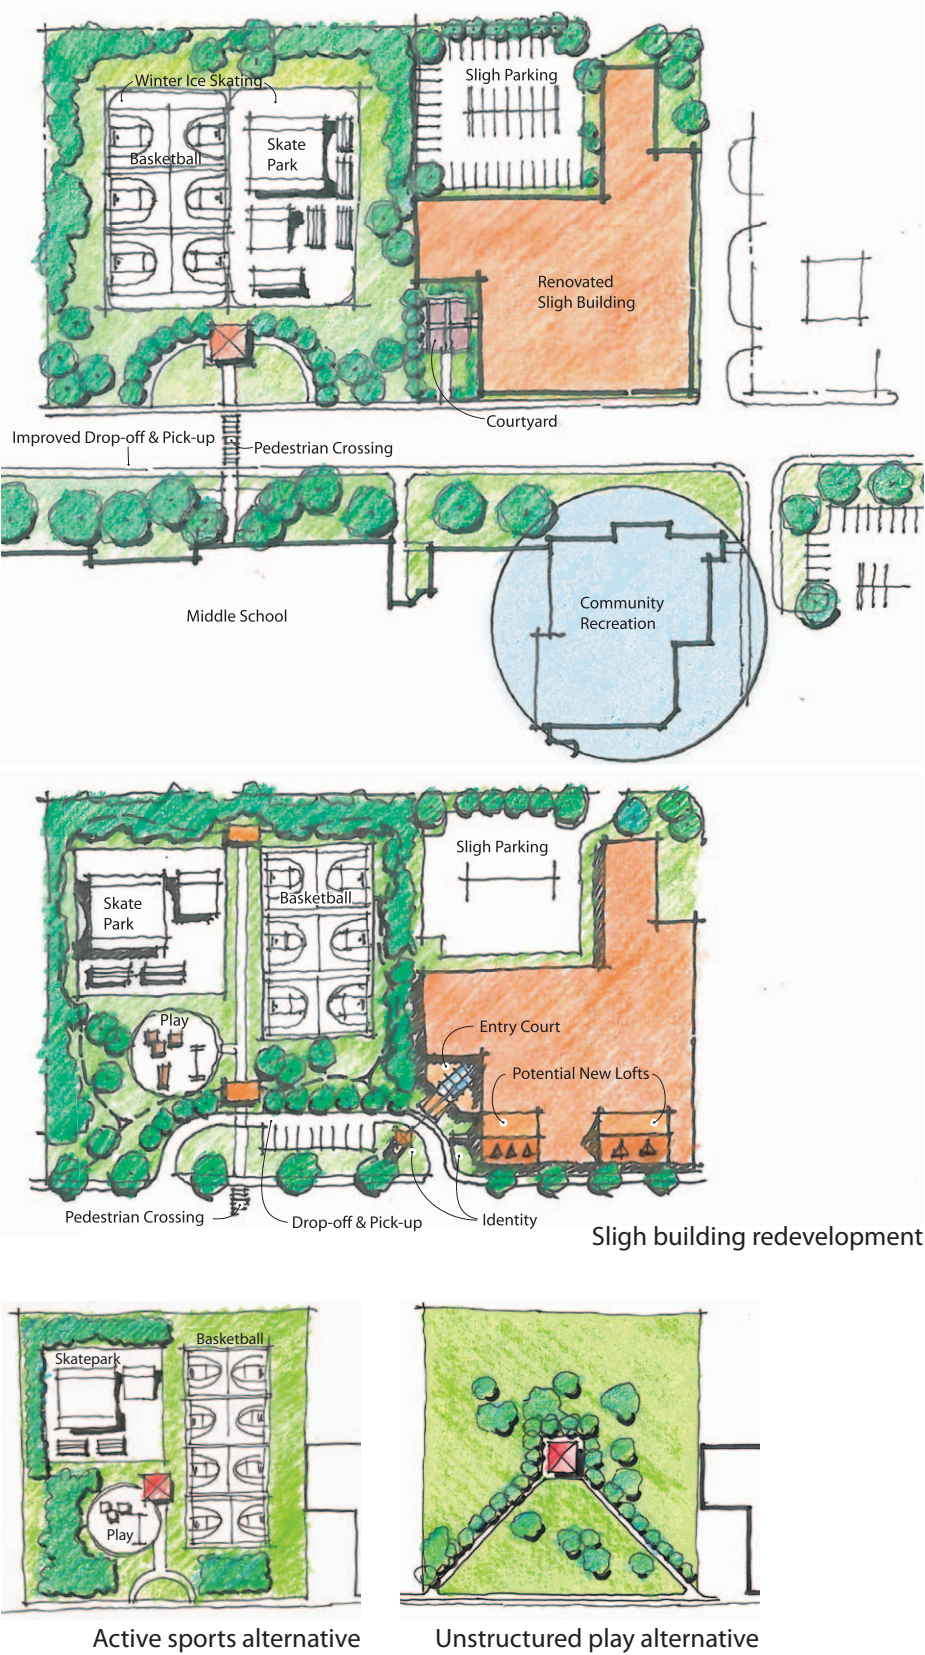 Sligh Parking
Winter Ice Skating
Skate
Park
Basketball
Renovated
Sligh Building
Courtyard
Improved Drop-off & Pick-up
Pedestrian Crossing
Community
Recreation
Middle School
Sligh Parking
Basketball
Skate
Park
Play
Entry Court
Potential New Lofts
Pedestrian Crossing
Drop-off & Pick-up
Identity
Sligh building redevelopment
Basketball
Skatepark
Play
Active sports alternative
Unstructured play alternative